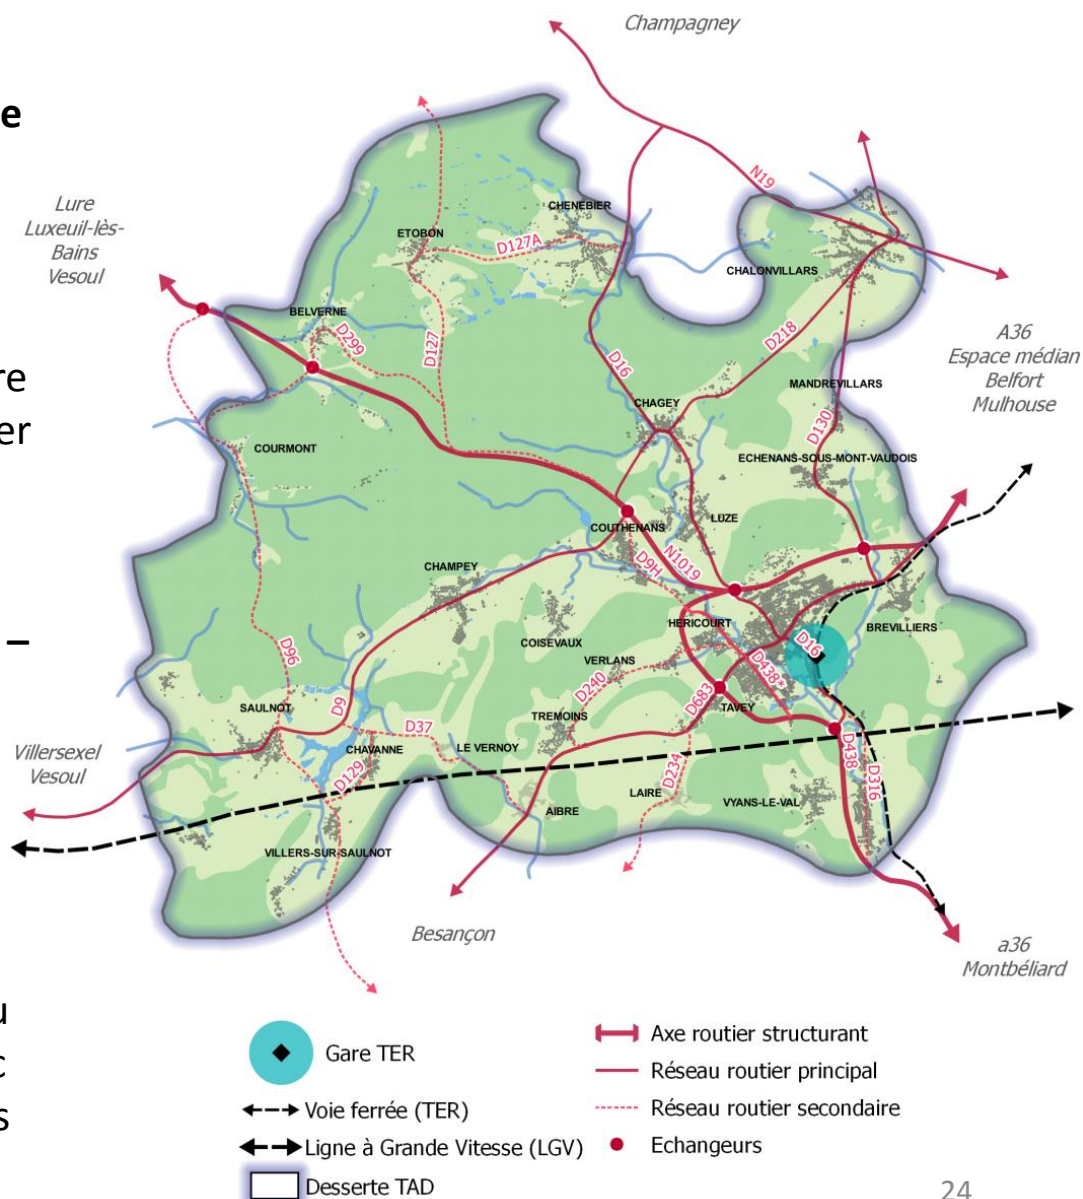 Champagney
e
N19
Lure
Luxeuil-lès-
Bains
Vesoul
CHENEBIER
ETOBON
D127A
CHALONVILLARS
BELVERNE
D299
D127
D16
D218
A36
Espace médian
Belfort
Mulhouse
re
er
MANDREVILLARS
CHAGEY
D130
COURMONT
ECHENANS-SOUS-MONT-VAUDOIS
LUZE
COUTHENANS
D9H
N1019
CHAMPEY
HERICOURT
BREVILLIERS
COISEVAUX
–
D96
VERLANS
D16
D438*
D240
D683
SAULNOT
D9
TREMOINS
TAVEY
D37
Villersexel
Vesoul
CHAVANNE
LE VERNOY
D129
D234
D438
D316
LAIRE
VYANS-LE-VAL
AIBRE
VILLERS-SUR-SAULNOT
Besançon
a36
Montbéliard
u
c
s
Gare TER
Voie ferrée (TER)
Ligne à Grande Vitesse (LGV)
Desserte TAD
Axe routier structurant
Réseau routier principal
Réseau routier secondaire
Echangeurs
24